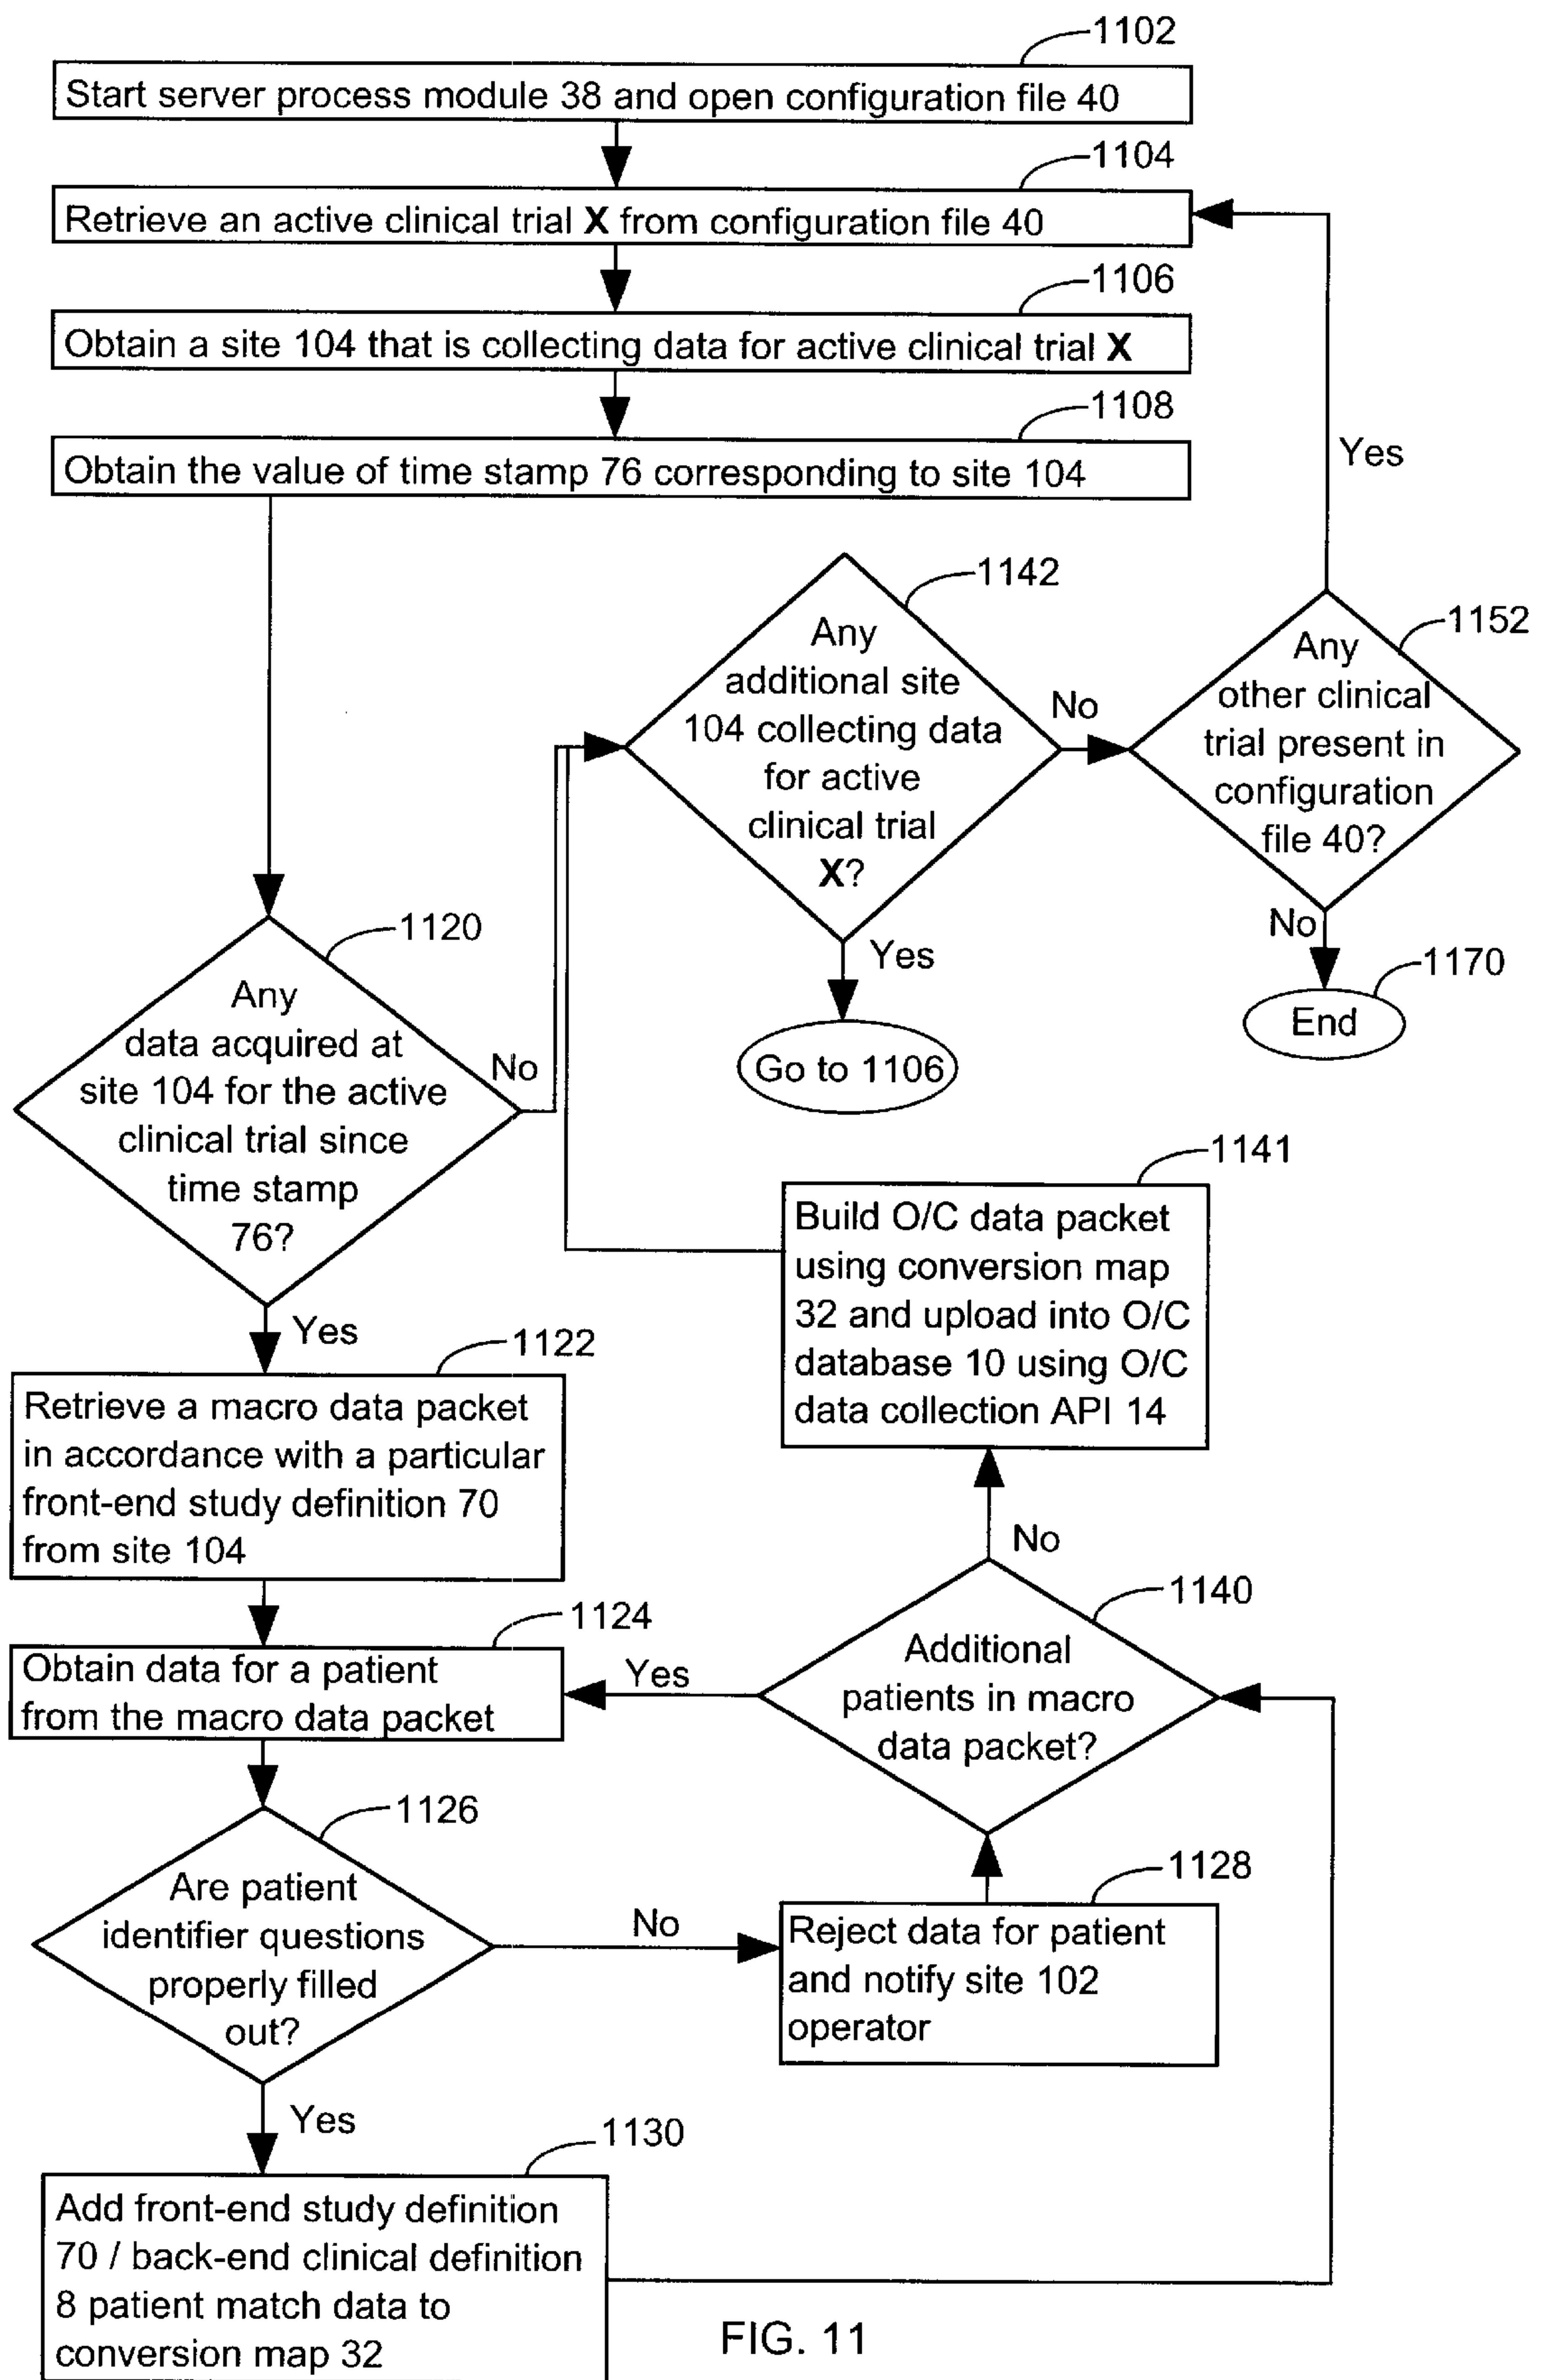 1102
Start server process module 38 and open configuration file 40
1104
Retrieve an active clinical trial X from configuration file 40
1106
Obtain a site 104 that is collecting data for active clinical trial X
1108
Obtain the value of time stamp 76 corresponding to site 104
Yes
1142
Any
additional site
104 collecting data
for active
clinical trial
X?
No
Yes
Go to 1106
1152
Any
other clinical
trial present in
configuration
file 40?
No
1170
End
1120
Any
data acquired at
site 104 for the active
clinical trial since
time stamp
76?
No
Yes
1141
Build O/C data packet
using conversion map
32 and upload into O/C
database 10 using O/C
data collection API 14
1122
Retrieve a macro data packet
in accordance with a particular
front-end study definition 70
from site 104
No
1140
Additional
patients in macro
data packet?
Yes
1124
Obtain data for a patient
from the macro data packet
1126
Are patient
identifier questions
properly filled
out?
No
1128
Reject data for patient
and notify site 102
operator
Yes
1130
Add front-end study definition
70 / back-end clinical definition
8 patient match data to
conversion map 32
FIG. 11